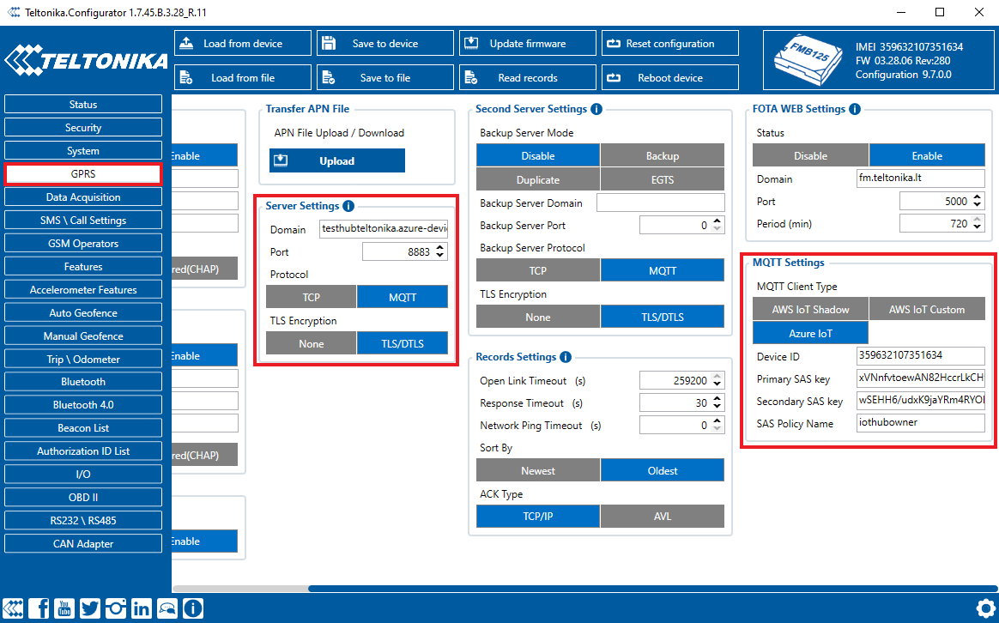 Teltonika.Configurator 1.7.45.B.3.28_R.11
TELTONIKA
Load from device
Save to device
Update firmware
Reset configuration
Load from file
Save to file
Read records
Reboot device
FMB125
IMEI 359632107351634
FW 03.28.06 Rev:280
Configuration 9.7.0.0
Status
Security
System
GPRS
Data Acquisition
SMS \ Call Settings
GSM Operators
Features
Accelerometer Features
Auto Geofence
Manual Geofence
Trip \ Odometer
Bluetooth
Bluetooth 4.0
Beacon List
Authorization ID List
I/O
OBD II
RS232 \ RS485
CAN Adapter
Enable
red(CHAP)
Enable
red(CHAP)
Enable
Transfer APN File
APN File Upload / Download
Upload
Server Settings
Domain testhubteltonika.azure-devi
Port 8883
Protocol
TCP MQTT
TLS Encryption
None TLS/DTLS
Second Server Settings
Backup Server Mode
Disable Backup
Duplicate EGTS
Backup Server Domain
Backup Server Port 0
Backup Server Protocol
TCP MQTT
TLS Encryption
None TLS/DTLS
Records Settings
Open Link Timeout (s) 259200
Response Timeout (s) 30
Network Ping Timeout (s) 0
Sort By
Newest Oldest
ACK Type
TCP/IP AVL
FOTA WEB Settings
Status
Disable Enable
Domain fm.teltonika.lt
Port 5000
Period (min) 720
MQTT Settings
MQTT Client Type
AWS IoT Shadow AWS IoT Custom
Azure IoT
Device ID 359632107351634
Primary SAS key xVNnfvtoewAN82HccrLkCH
Secondary SAS key wSEHH6/udxK9jaYRm4RYO
SAS Policy Name iothubowner
You
Tube